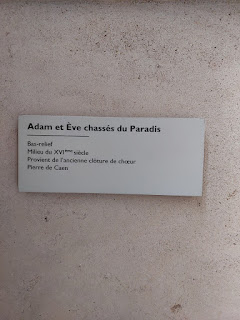 Adam et Ève chassés du Paradis
Bas-relief
Milieu du XVIème siècle
Provient de l'ancienne clôture de chœur
Pierre de Caen